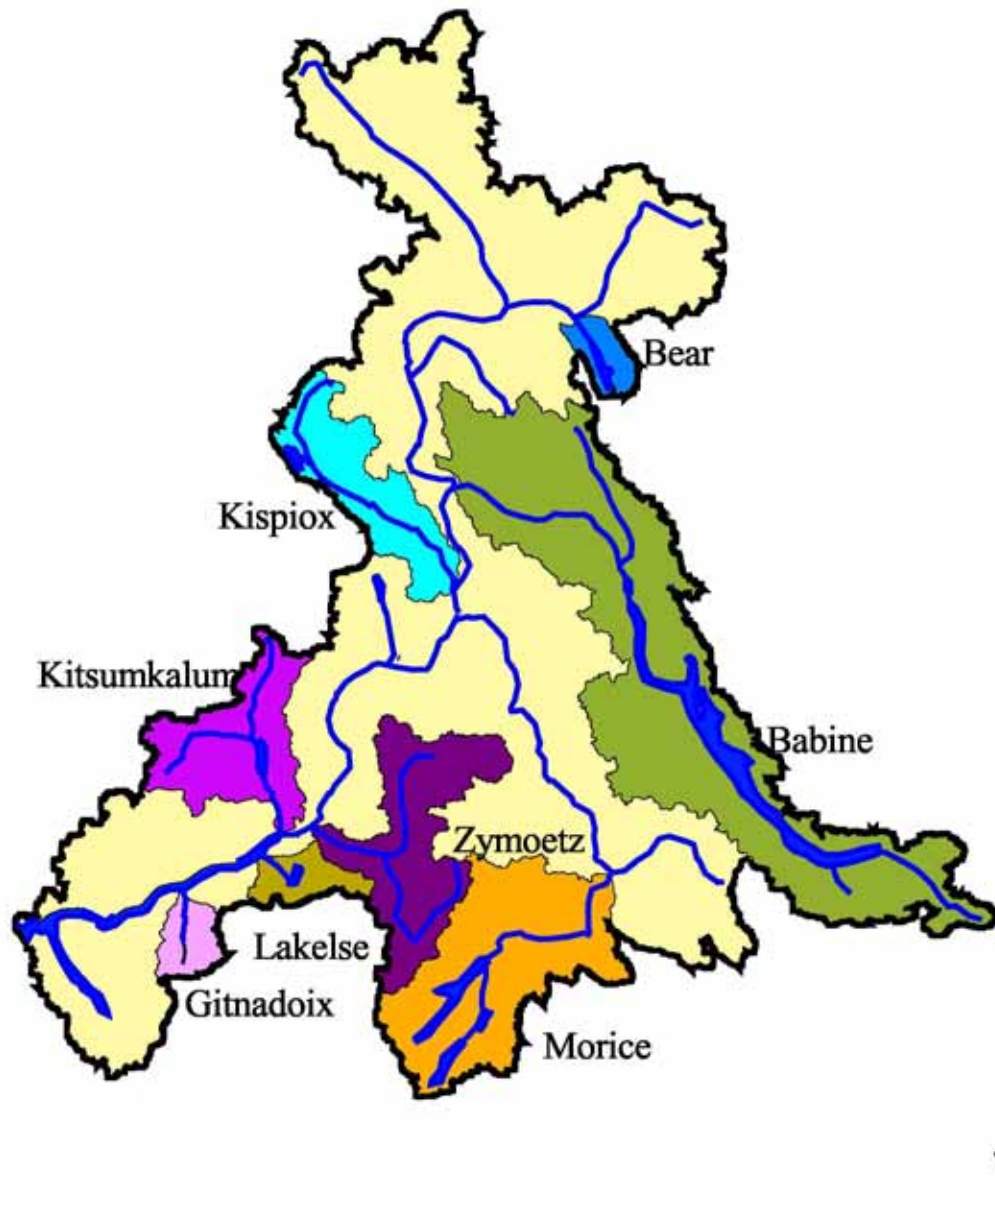 Bear
Kispiox
Kitsumkalum
Babine
Zymoetz
Lakelse
Gitnadoix
Morice